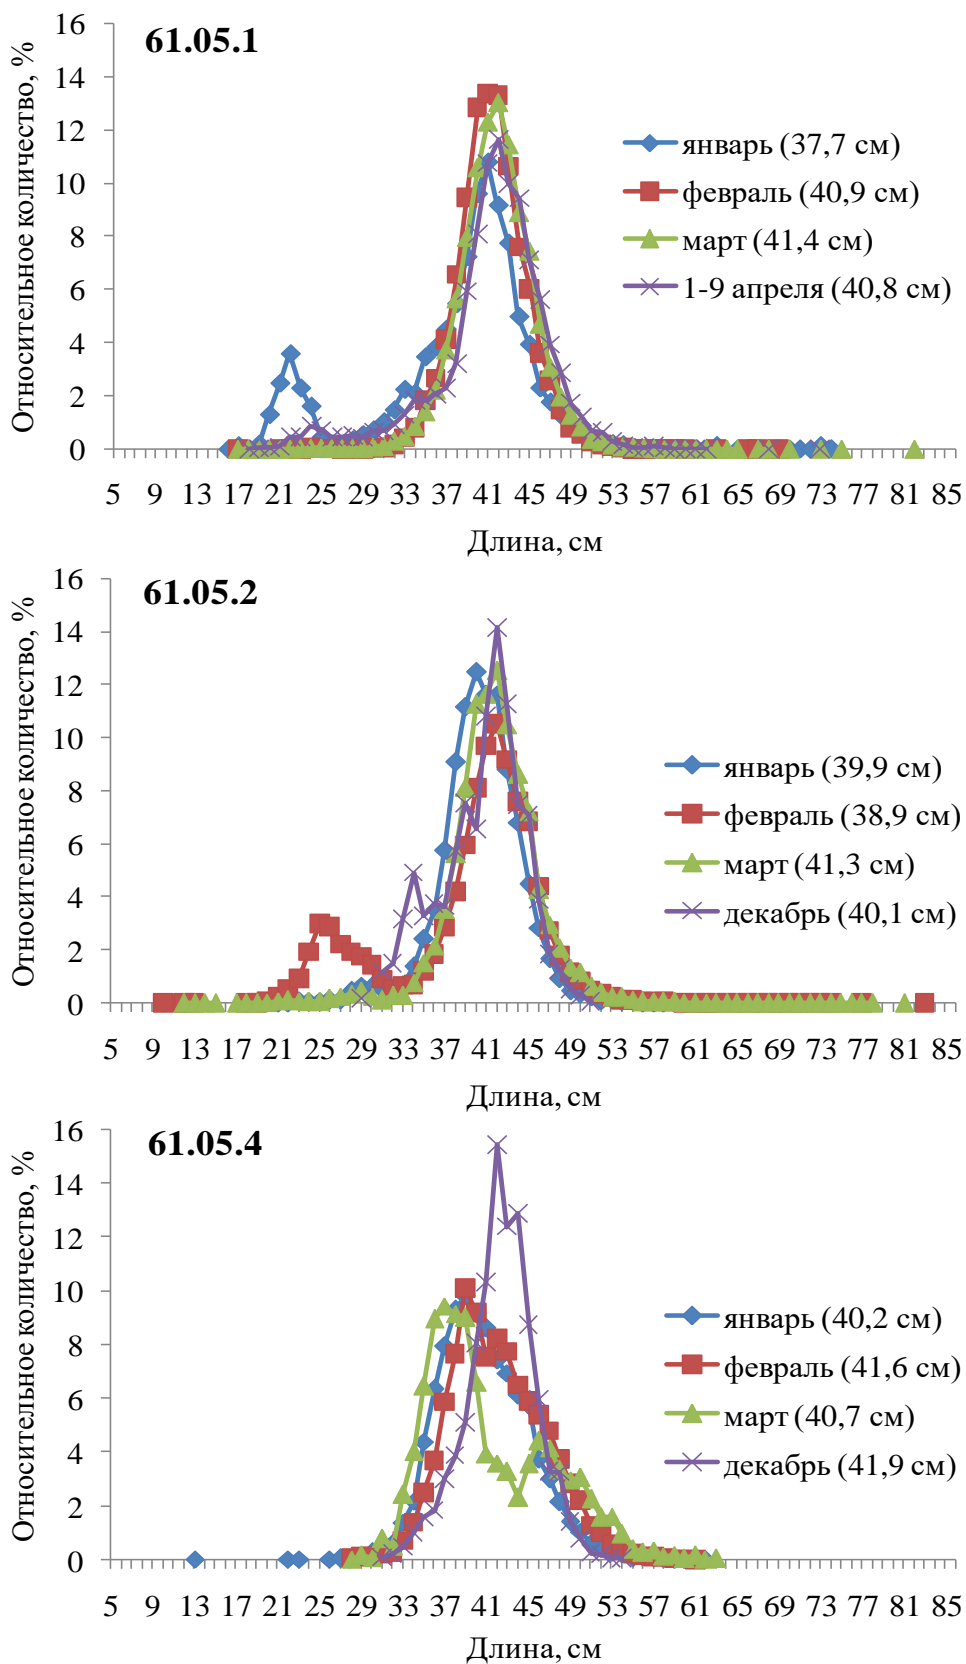 61.05.1
Относительное количество, %
16
14
12
10
8
6
4
2
0
январь (37,7 см)
февраль (40,9 см)
март (41,4 см)
1-9 апреля (40,8 см)
5 9 13 17 21 25 29 33 37 41 45 49 53 57 61 65 69 73 77 81 85
Длина, см
61.05.2
Относительное количество, %
16
14
12
10
8
6
4
2
0
январь (39,9 см)
февраль (38,9 см)
март (41,3 см)
декабрь (40,1 см)
5 9 13 17 21 25 29 33 37 41 45 49 53 57 61 65 69 73 77 81 85
Длина, см
61.05.4
Относительное количество, %
16
14
12
10
8
6
4
2
0
январь (40,2 см)
февраль (41,6 см)
март (40,7 см)
декабрь (41,9 см)
5 9 13 17 21 25 29 33 37 41 45 49 53 57 61 65 69 73 77 81 85
Длина, см